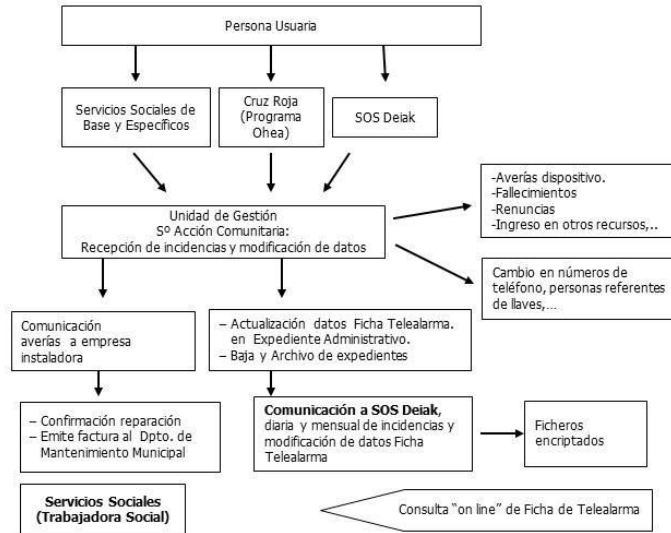 Persona Usuaria
Servicios Sociales de
Base y Específicos
Cruz Roja
(Programa
Ohea)
SOS Deiak
Unidad de Gestión
Sº Acción Comunitaria:
Recepción de incidencias y modificación de datos
-Averías dispositivo.
-Fallecimientos
-Renuncias
-Ingreso en otros recursos,..
Cambio en números de
teléfono, personas referentes
de llaves,…
Comunicación
averías a empresa
instaladora
– Actualización datos Ficha Telealarma.
en Expediente Administrativo.
– Baja y Archivo de expedientes
– Confirmación reparación
– Emite factura al Dpto. de
Mantenimiento Municipal
Comunicación a SOS Deiak,
diaria y mensual de incidencias y
modificación de datos Ficha
Telealarma
Ficheros
encriptados
Servicios Sociales
(Trabajadora Social)
Consulta “on line” de Ficha de Telealarma